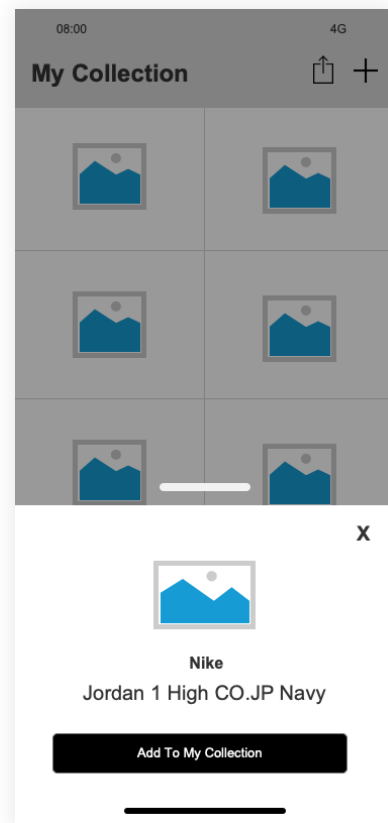 08:00 4G
My Collection
X
Nike
Jordan 1 High CO.JP Navy
Add To My Collection